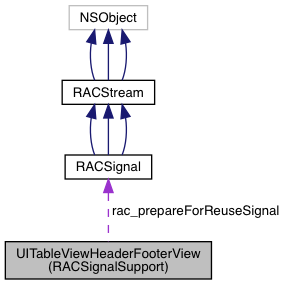 NSObject
RACStream
RACSignal
rac_prepareForReuseSignal
UITableViewHeaderFooterView
(RACSignalSupport)